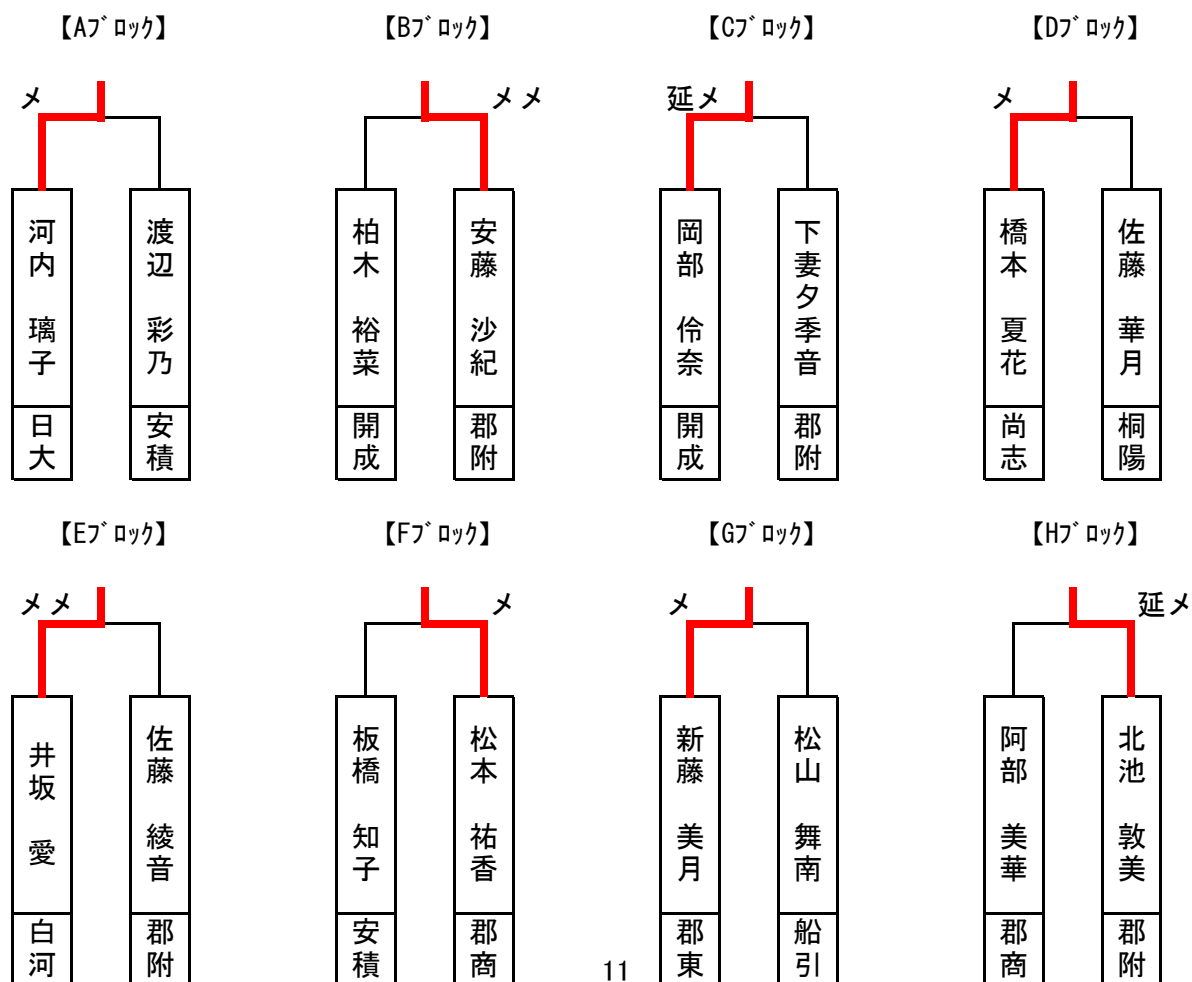 【Aﾌﾞﾛｯｸ】
【Bﾌﾞﾛｯｸ】
【Cﾌﾞﾛｯｸ】
【Dﾌﾞﾛｯｸ】
メ
メメ
延メ
メ
河内 璃子
渡辺 彩乃
柏木 裕菜
安藤 沙紀
岡部 伶奈
下妻夕季音
橋本 夏花
佐藤 華月
日大
安積
開成
郡附
開成
郡附
尚志
桐陽
【Eﾌﾞﾛｯｸ】
【Fﾌﾞﾛｯｸ】
【Gﾌﾞﾛｯｸ】
【Hﾌﾞﾛｯｸ】
メメ
メ
メ
延メ
井坂 愛
佐藤 綾音
板橋 知子
松本 祐香
新藤 美月
松山 舞南
阿部 美華
北池 敦美
白河
郡附
安積
郡商
郡東
船引
郡商
郡附
11